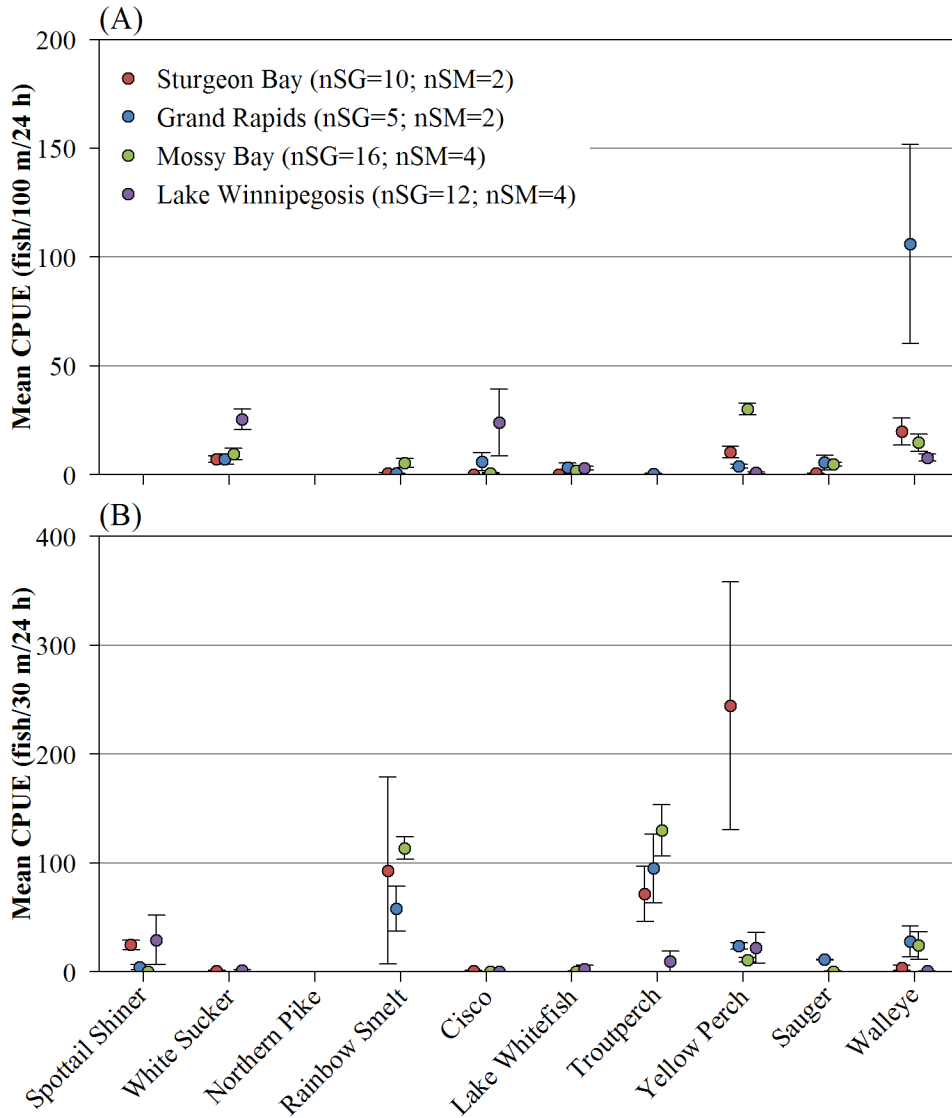 (A)
200
150
100
50
0
Mean CPUE (fish/100 m/24 h)
Sturgeon Bay (nSG=10; nSM=2)
Grand Rapids (nSG=5; nSM=2)
Mossy Bay (nSG=16; nSM=4)
Lake Winnipegosis (nSG=12; nSM=4)
(B)
400
300
200
100
0
Mean CPUE (fish/30 m/24 h)
Spottail Shiner
White Sucker
Northern Pike
Rainbow Smelt
Cisco
Lake Whitefish
Troutperch
Yellow Perch
Sauger
Walleye